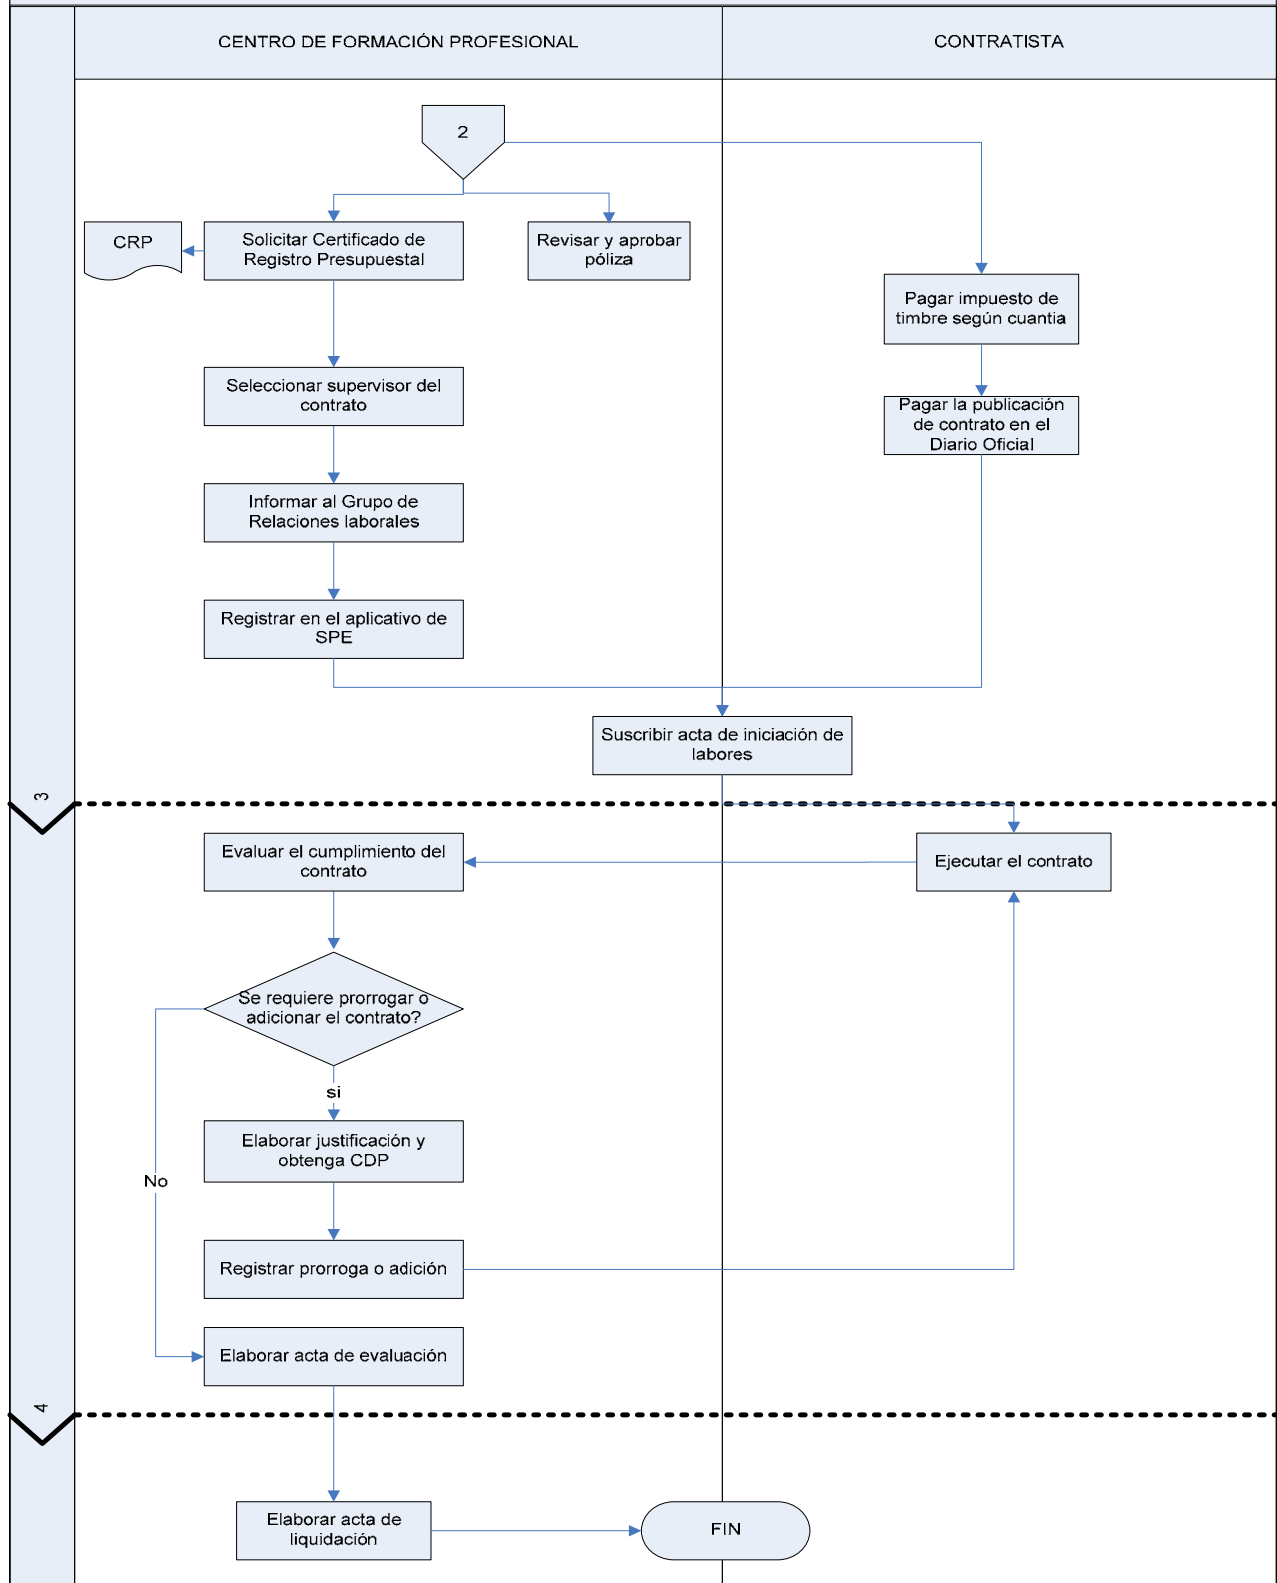 CENTRO DE FORMACIÓN PROFESIONAL
CONTRATISTA
2
CRP
Solicitar Certificado de
Registro Presupuestal
Revisar y aprobar
póliza
Pagar impuesto de
timbre según cuantia
Seleccionar supervisor del
contrato
Pagar la publicación
de contrato en el
Diario Oficial
Informar al Grupo de
Relaciones laborales
Registrar en el aplicativo de
SPE
Suscribir acta de iniciación de
labores
3
Evaluar el cumplimiento del
contrato
Ejecutar el contrato
Se requiere prorrogar o
adicionar el contrato?
si
Elaborar justificación y
obtenga CDP
No
Registrar prorroga o adición
Elaborar acta de evaluación
4
Elaborar acta de
liquidación
FIN